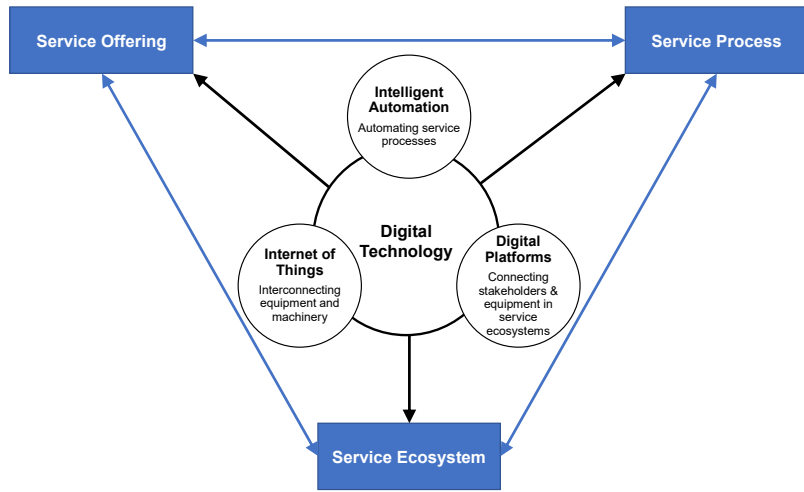 Service Offering
Service Process
Intelligent
Automation
Automating service
processes
Digital
Technology
Internet of
Things
Interconnecting
equipment and
machinery
Digital
Platforms
Connecting
stakeholders &
equipment in
service
ecosystems
Service Ecosystem